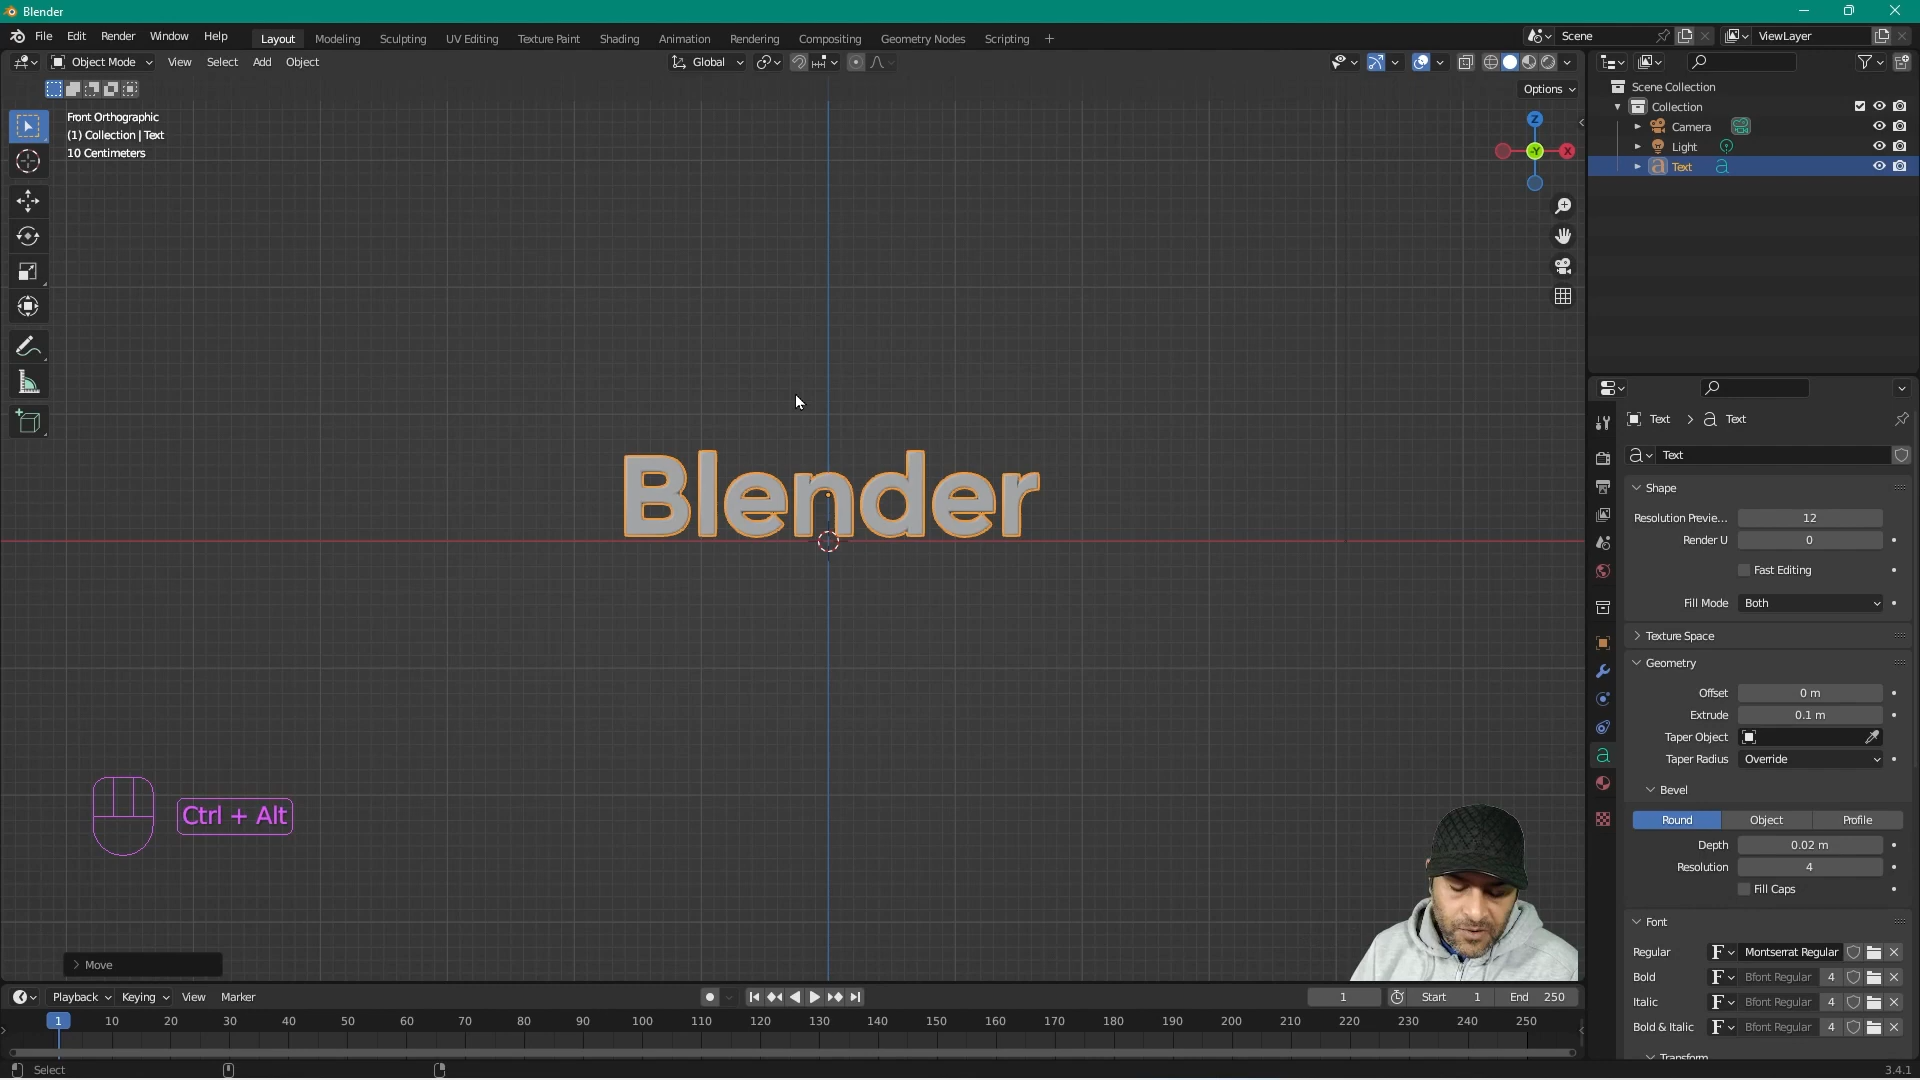 Blender
File Edit Render Window Help Layout Modeling Sculpting UV Editing Texture Paint Shading Animation Rendering Compositing Geometry Nodes Scripting + Scene ViewLayer
Object Mode View Select Add Object Global
Options
Front Orthographic
(1) Collection | Text
10 Centimeters
Z
-Y
X
Scene Collection
Collection
Camera
Light
Text
Text > Text
Text
Shape
Resolution Previe... 12
Render U 0
Fast Editing
Fill Mode Both
Texture Space
Geometry
Offset 0 m
Extrude 0.1 m
Taper Object
Taper Radius Override
Bevel
Round Object Profile
Depth 0.02 m
Resolution 4
Fill Caps
Font
Regular Montserrat Regular
Bold Bfont Regular 4
Italic Bfont Regular 4
Bold & Italic Bfont Regular 4
Transform
Blender
Ctrl + Alt
Move
Playback Keying View Marker 1 Start 1 End 250
1 10 20 30 40 50 60 70 80 90 100 110 120 130 140 150 160 170 180 190 200 210 220 230 240 250
Select 3.4.1